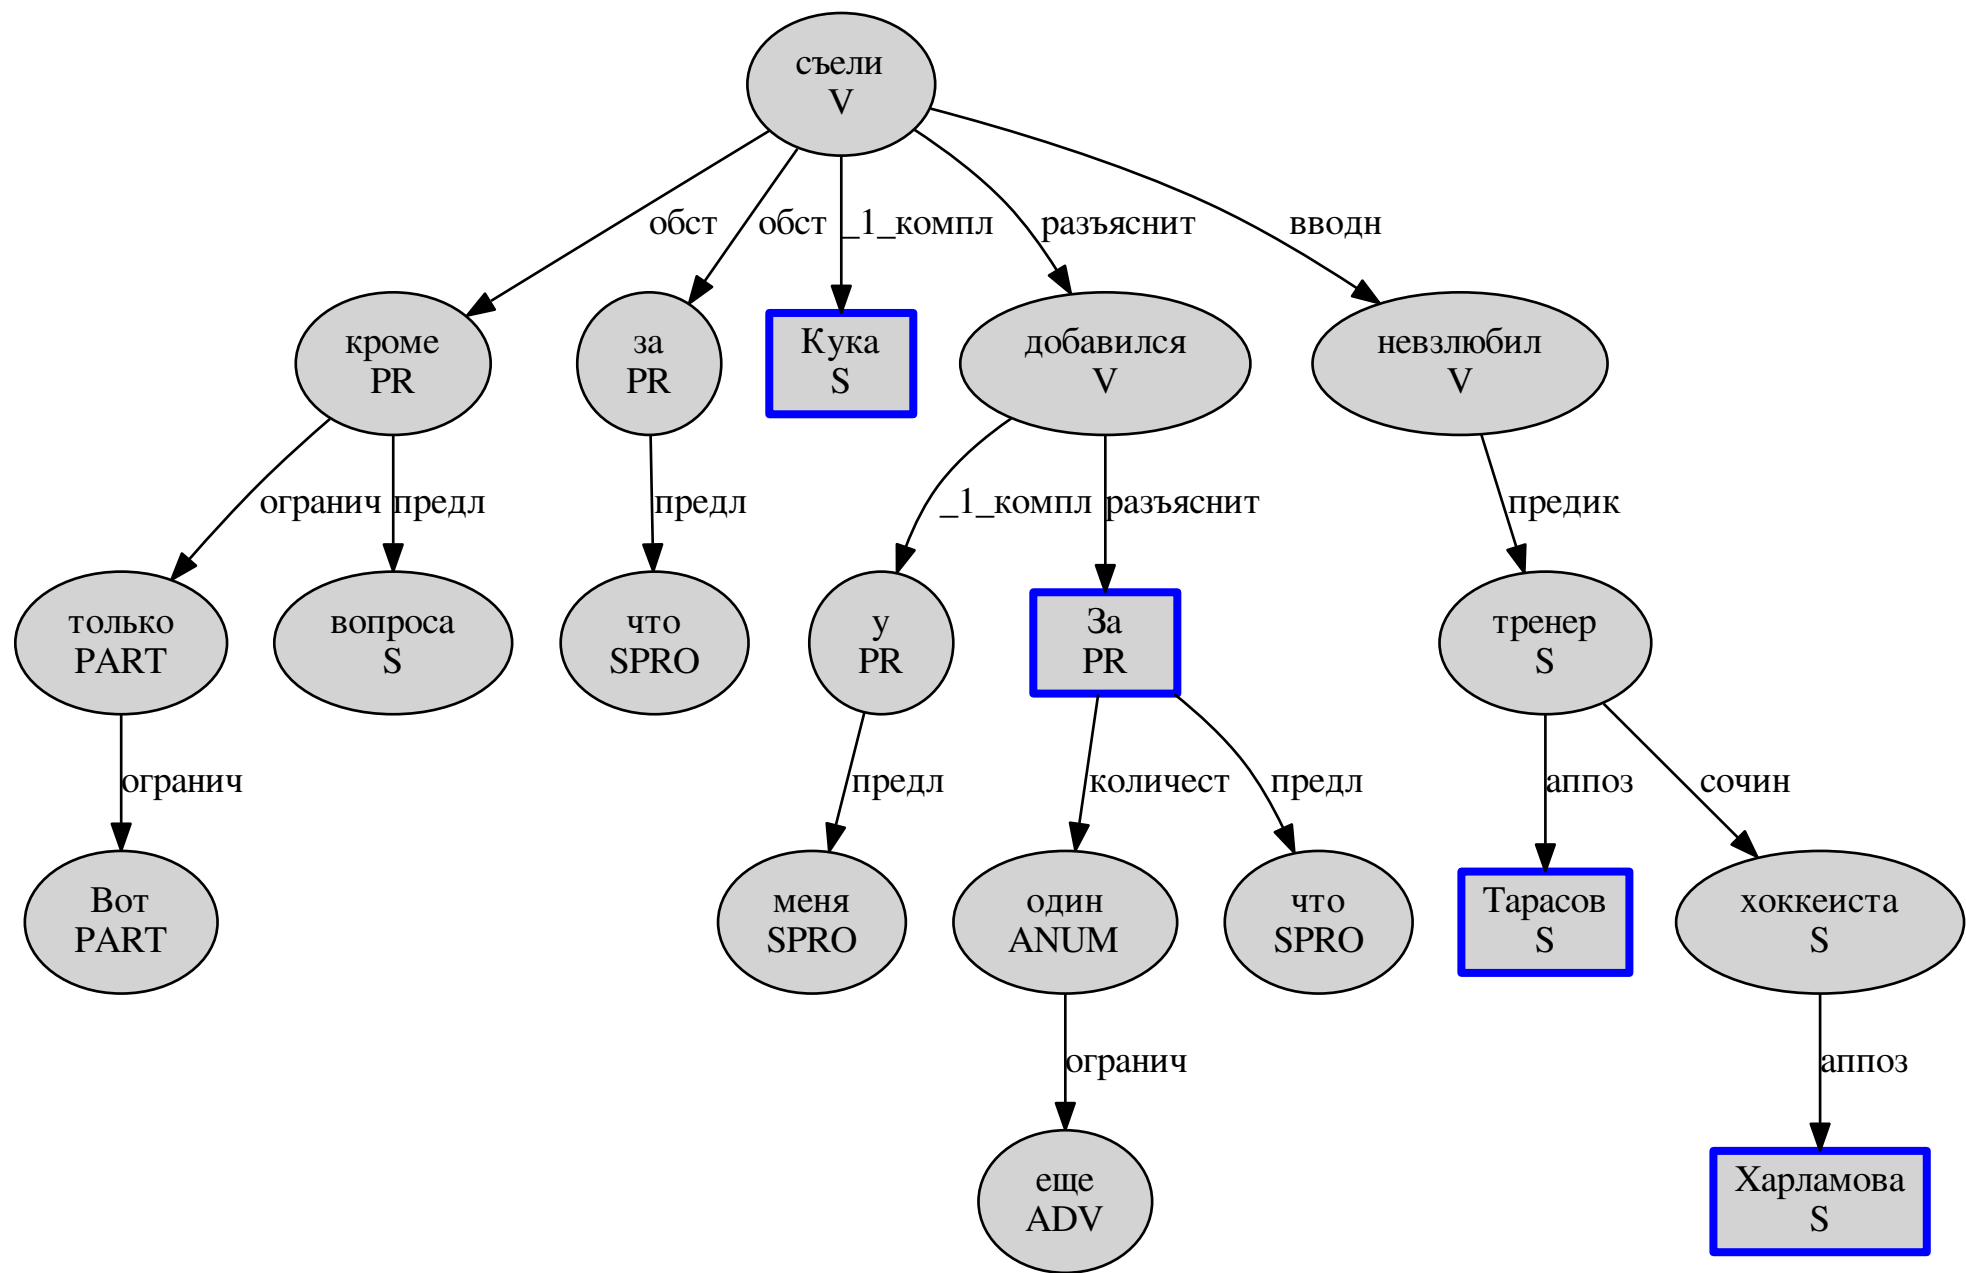 съели
V
обст
обст
_1_компл
разъяснит
вводн
кроме
PR
за
PR
Кука
S
добавился
V
невзлюбил
V
огранич
предл
предл
_1_компл
разъяснит
предик
только
PART
вопроса
S
что
SPRO
у
PR
За
PR
тренер
S
огранич
предл
количест
предл
аппоз
сочин
Вот
PART
меня
SPRO
один
ANUM
что
SPRO
Тарасов
S
хоккеиста
S
огранич
аппоз
еще
ADV
Харламова
S